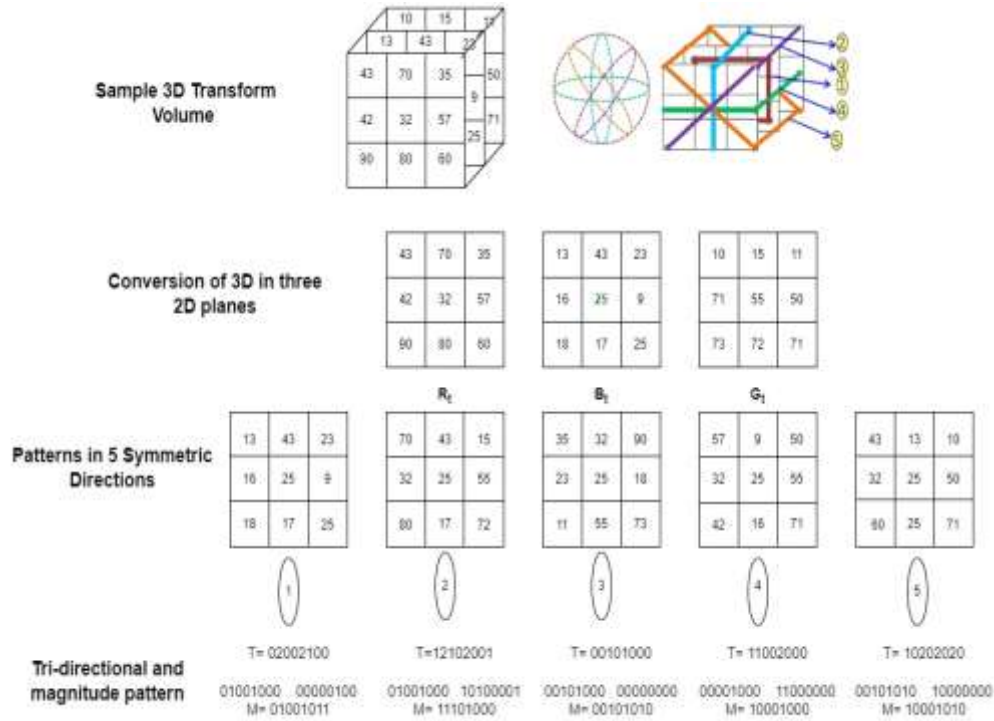 10 15 11
13 43 23
Sample 3D Transform
Volume
43 70 35 50
9
42 32 57 71
25
90 80 60
②
③
①
④
⑤
43 70 35 13 43 23 10 15 11
Conversion of 3D in three
2D planes
42 32 57 16 25 9 71 55 50
90 80 60 18 17 25 73 72 71
Rt Bt Gt
13 43 23 70 43 15 35 32 90 57 9 50 43 13 10
Patterns in 5 Symmetric
Directions
16 25 9 32 25 55 23 25 18 32 25 55 32 25 50
18 17 25 80 17 72 11 55 73 42 16 71 60 25 71
1 2 3 4 5
T= 02002100 T=12102001 T= 00101000 T= 11002000 T= 10202020
Tri-directional and
magnitude pattern
01001000 00000100 01001000 10100001 00101000 00000000 00001000 11000000 00101010 10000000
M= 01001011 M= 11101000 M= 00101010 M= 10001000 M= 10001010